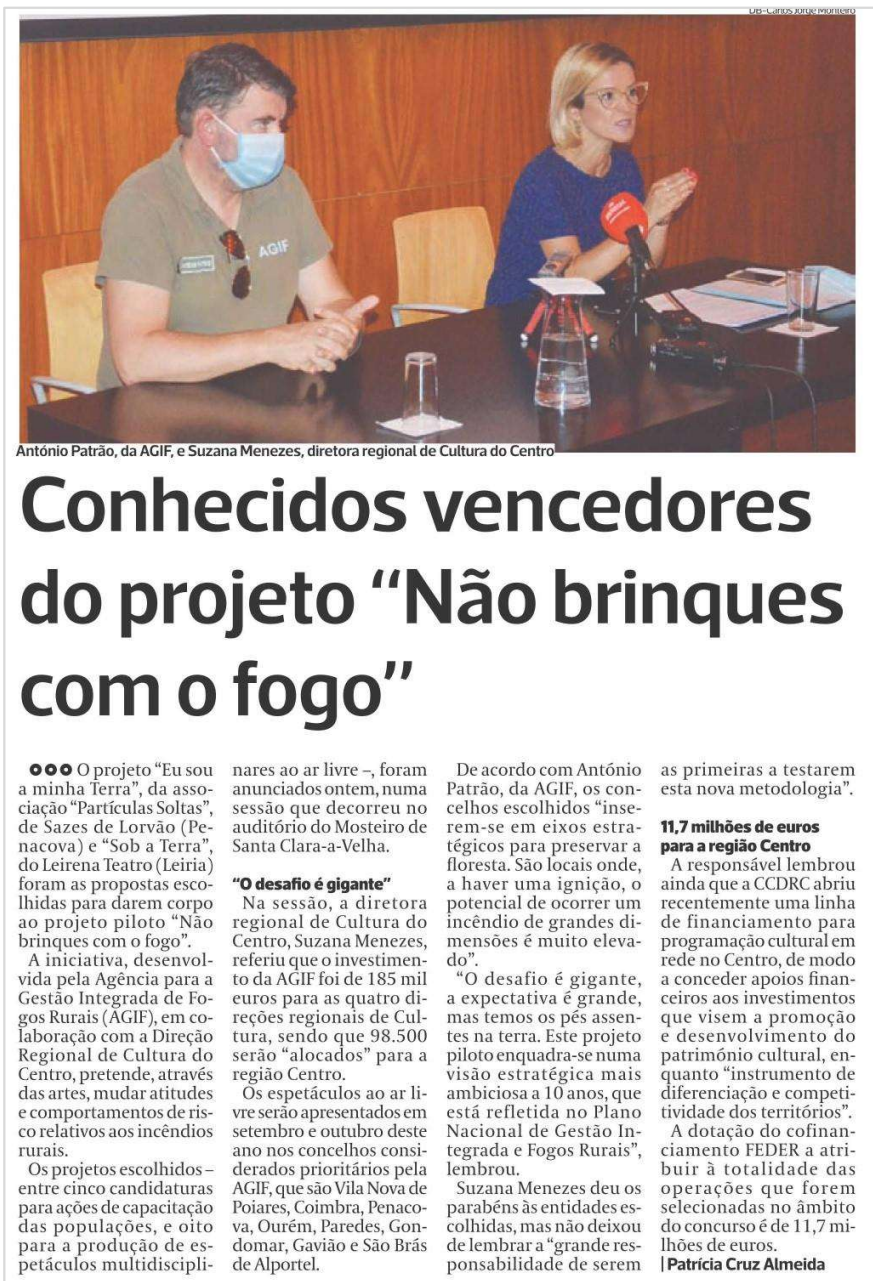 DB-Carlos Jorge Monteiro
AGIF
António Patrão, da AGIF, e Suzana Menezes, diretora regional de Cultura do Centro
Conhecidos vencedores
do projeto “Não brinques
com o fogo”
O projeto “Eu sou
a minha Terra”, da asso-
ciação “Partículas Soltas”,
de Sazes de Lorvão (Pe-
nacova) e “Sob a Terra”,
do Leirena Teatro (Leiria)
foram as propostas esco-
lhidas para darem corpo
ao projeto piloto “Não
brinques com o fogo”.
A iniciativa, desenvol-
vida pela Agência para a
Gestão Integrada de Fo-
gos Rurais (AGIF), em co-
laboração com a Direção
Regional de Cultura do
Centro, pretende, através
das artes, mudar atitudes
e comportamentos de ris-
co relativos aos incêndios
rurais.
Os projetos escolhidos –
entre cinco candidaturas
para ações de capacitação
das populações, e oito
para a produção de es-
petáculos multidiscipli-
nares ao ar livre –, foram
anunciados ontem, numa
sessão que decorreu no
auditório do Mosteiro de
Santa Clara-a-Velha.
“O desafio é gigante”
Na sessão, a diretora
regional de Cultura do
Centro, Suzana Menezes,
referiu que o investimen-
to da AGIF foi de 185 mil
euros para as quatro di-
reções regionais de Cul-
tura, sendo que 98.500
serão “alocados” para a
região Centro.
Os espetáculos ao ar li-
vre serão apresentados em
setembro e outubro deste
ano nos concelhos consi-
derados prioritários pela
AGIF, que são Vila Nova de
Poiares, Coimbra, Penaco-
va, Ourém, Paredes, Gon-
domar, Gavião e São Brás
de Alportel.
De acordo com António
Patrão, da AGIF, os con-
celhos escolhidos “inse-
rem-se em eixos estra-
tégicos para preservar a
floresta. São locais onde,
a haver uma ignição, o
potencial de ocorrer um
incêndio de grandes di-
mensões é muito eleva-
do”.
“O desafio é gigante,
a expectativa é grande,
mas temos os pés assen-
tes na terra. Este projeto
piloto enquadra-se numa
visão estratégica mais
ambiciosa a 10 anos, que
está refletida no Plano
Nacional de Gestão In-
tegrada e Fogos Rurais”,
lembrou.
Suzana Menezes deu os
parabéns às entidades es-
colhidas, mas não deixou
de lembrar a “grande res-
ponsabilidade de serem
as primeiras a testarem
esta nova metodologia”.
11,7 milhões de euros
para a região Centro
A responsável lembrou
ainda que a CCDRC abriu
recentemente uma linha
de financiamento para
programação cultural em
rede no Centro, de modo
a conceder apoios finan-
ceiros aos investimentos
que visem a promoção
e desenvolvimento do
património cultural, en-
quanto “instrumento de
diferenciação e competi-
tividade dos territórios”.
A dotação do cofinan-
ciamento FEDER a atri-
buir à totalidade das
operações que forem
selecionadas no âmbito
do concurso é de 11,7 mi-
lhões de euros.
| Patrícia Cruz Almeida